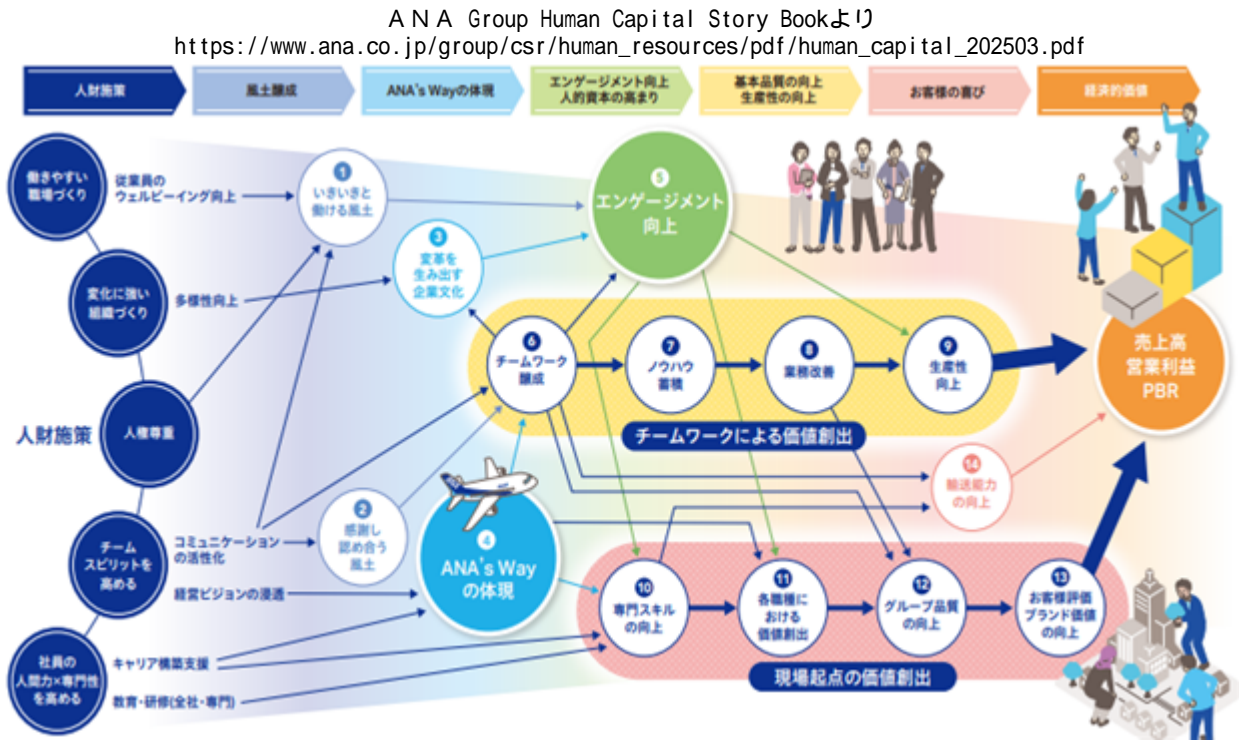 ＡＮＡ Group Human Capital Story Bookより
https://www.ana.co.jp/group/csr/human_resources/pdf/human_capital_202503.pdf
人財施策
風土醸成
ANA's Wayの体現
エンゲージメント向上
人的資本の高まり
基本品質の向上
生産性の向上
お客様の喜び
経済的価値
働きやすい
職場づくり
従業員の
ウェルビーイング向上
1
いきいきと
働ける風土
5
エンゲージメント
向上
3
変革を
生み出す
企業文化
変化に強い
組織づくり
多様性向上
6
チームワーク
醸成
7
ノウハウ
蓄積
8
業務改善
9
生産性
向上
売上高
営業利益
PBR
人財施策
人権尊重
チームワークによる価値創出
14
輸送能力
の向上
2
感謝し
認め合う
風土
4
ANA's Way
の体現
チーム
スピリットを
高める
コミュニケーション
の活性化
経営ビジョンの浸透
10
専門スキル
の向上
11
各職種に
おける
価値創出
12
グループ品質
の向上
13
お客様評価
ブランド価値
の向上
社員の
人間力×専門性
を高める
キャリア構築支援
教育・研修(全社・専門)
現場起点の価値創出